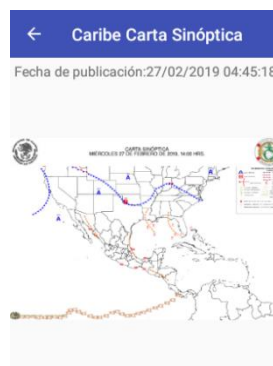 Caribe Carta Sinóptica
Fecha de publicación:27/02/2019 04:45:18
CARTA SINÓPTICA
MIÉRCOLES 27 DE FEBRERO DE 2019, 14:00 HRS.
A
A
A
A